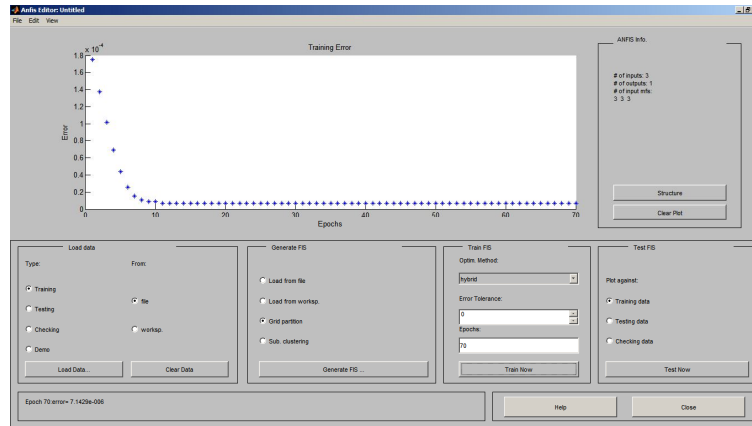 Anfis Editor: Untitled
File Edit View
Training Error
x 10-4
1.8
1.6
1.4
1.2
1
0.8
0.6
0.4
0.2
0
Error
0 10 20 30 40 50 60 70
Epochs
ANFIS Info.
# of inputs: 3
# of outputs: 1
# of input mfs:
3 3 3
Structure
Clear Plot
Load data
Type:
From:
Training
file
Testing
Checking
worksp.
Demo
Load Data...
Clear Data
Generate FIS
Load from file
Load from worksp.
Grid partition
Sub. clustering
Generate FIS ...
Train FIS
Optim. Method:
hybrid
Error Tolerance:
0
Epochs:
70
Train Now
Test FIS
Plot against:
Training data
Testing data
Checking data
Test Now
Epoch 70:error= 7.1429e-006
Help
Close